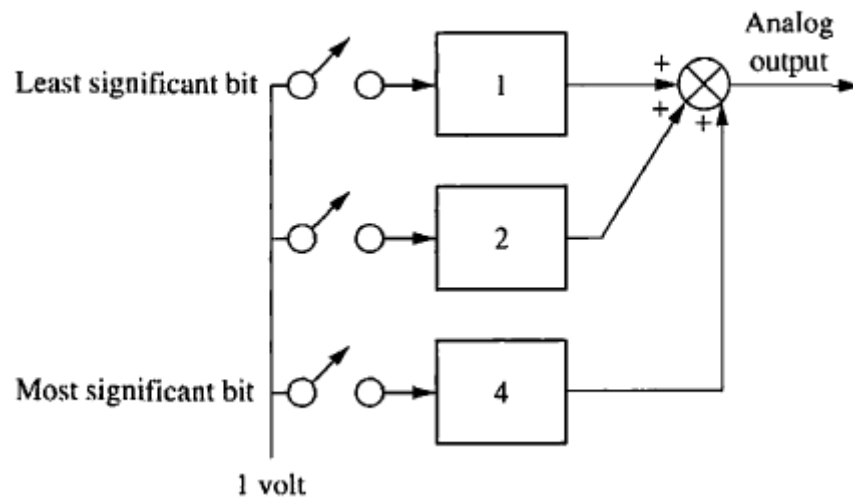 Analog
output
Least significant bit
1
+
+
+
2
Most significant bit
4
1 volt